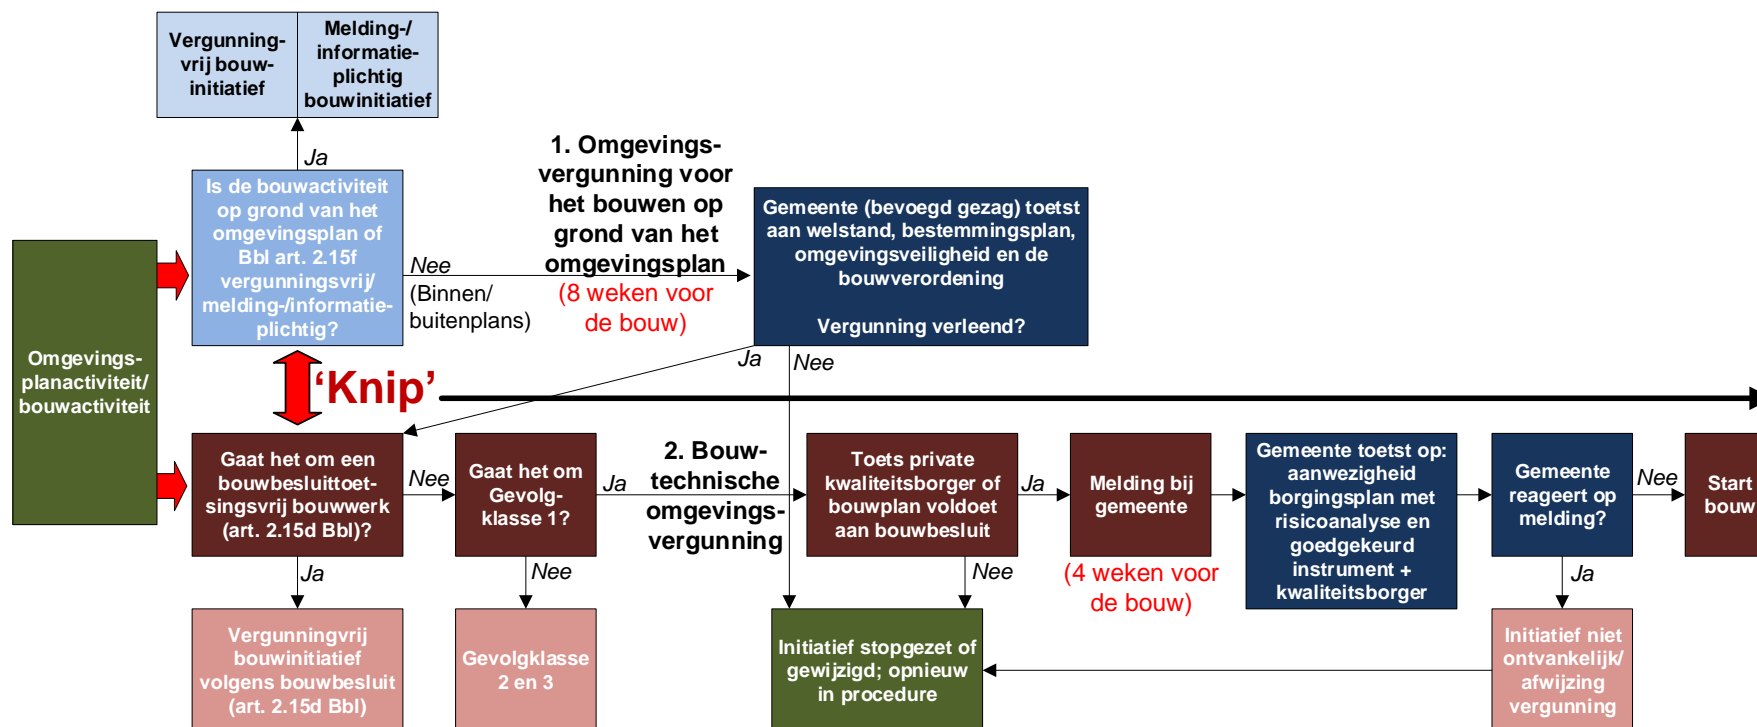 Vergunning-
vrij bouw-
initiatief
Melding-/
informatie-
plichtig
bouwinitiatief
Ja
Is de bouwactiviteit
op grond van het
omgevingsplan of
Bbl art. 2.15f
vergunningsvrij/
melding-/informatie-
plichtig?
Nee
(Binnen/
buitenplans)
1. Omgevings-
vergunning voor
het bouwen op
grond van het
omgevingsplan
(8 weken voor
de bouw)
Gemeente (bevoegd gezag) toetst
aan welstand, bestemmingsplan,
omgevingsveiligheid en de
bouwverordening
Vergunning verleend?
Ja
Nee
Omgevings-
planactiviteit/
bouwactiviteit
‘Knip’
Gaat het om een
bouwbesluittoet-
singsvrij bouwwerk
(art. 2.15d Bbl)?
Nee
Gaat het om
Gevolg-
klasse 1?
Ja
2. Bouw-
technische
omgevings-
vergunning
Toets private
kwaliteitsborger of
bouwplan voldoet
aan bouwbesluit
Ja
Melding bij
gemeente
(4 weken voor
de bouw)
Gemeente toetst op:
aanwezigheid
borgingsplan met
risicoanalyse en
goedgekeurd
instrument +
kwaliteitsborger
Gemeente
reageert op
melding?
Nee
Start
bouw
Ja
Nee
Nee
Ja
Vergunningvrij
bouwinitiatief
volgens bouwbesluit
(art. 2.15d Bbl)
Gevolgklasse
2 en 3
Initiatief stopgezet of
gewijzigd; opnieuw
in procedure
Initiatief niet
ontvankelijk/
afwijzing
vergunning